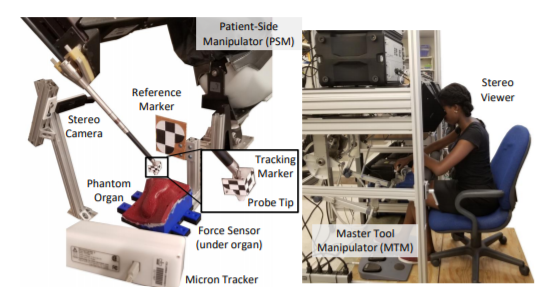 Patient-Side
Manipulator (PSM)
Reference
Marker
Stereo
Camera
Tracking
Marker
Probe Tip
Phantom
Organ
Force Sensor
(under organ)
Micron Tracker
Stereo
Viewer
Master Tool
Manipulator (MTM)